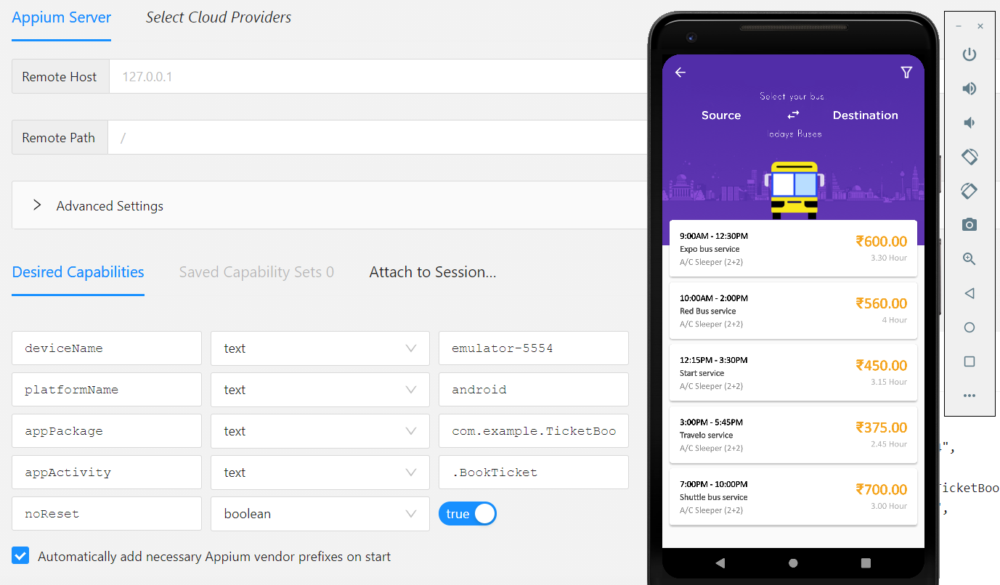 Appium Server
Select Cloud Providers
Remote Host
127.0.0.1
Remote Path
/
Advanced Settings
Desired Capabilities
Saved Capability Sets 0
Attach to Session...
deviceName
text
emulator-5554
platformName
text
android
appPackage
text
com.example.TicketBoo
appActivity
text
.BookTicket
noReset
boolean
true
Automatically add necessary Appium vendor prefixes on start
Select your bus
Source
Destination
Todays Buses
9:00AM - 12:30PM
₹600.00
Expo bus service
3.30 Hour
A/C Sleeper (2+2)
10:00AM - 2:00PM
₹560.00
Red Bus service
4 Hour
A/C Sleeper (2+2)
12:15PM - 3:30PM
₹450.00
Start service
3.15 Hour
A/C Sleeper (2+2)
3:00PM - 5:45PM
₹375.00
Travelo service
2.45 Hour
A/C Sleeper (2+2)
7:00PM - 10:00PM
₹700.00
Shuttle bus service
3.00 Hour
A/C Sleeper (2+2)
",
TicketBoo
",